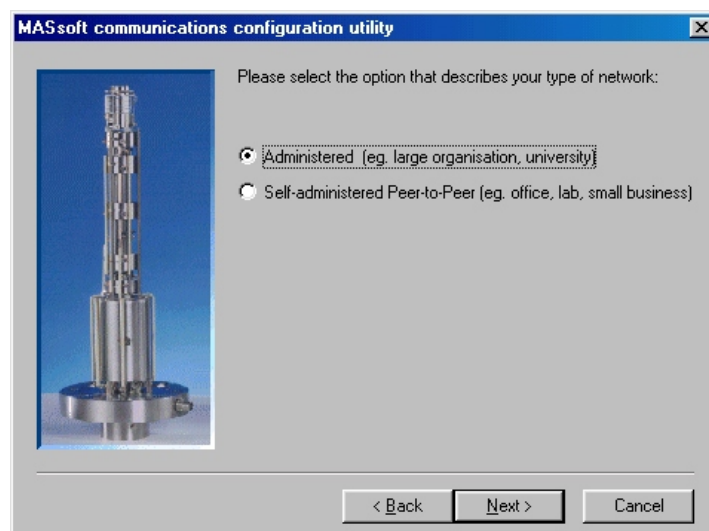 MASsoft communications configuration utility
Please select the option that describes your type of network:
Administered (eg. large organisation, university)
Self-administered Peer-to-Peer (eg. office, lab, small business)
< Back
Next >
Cancel